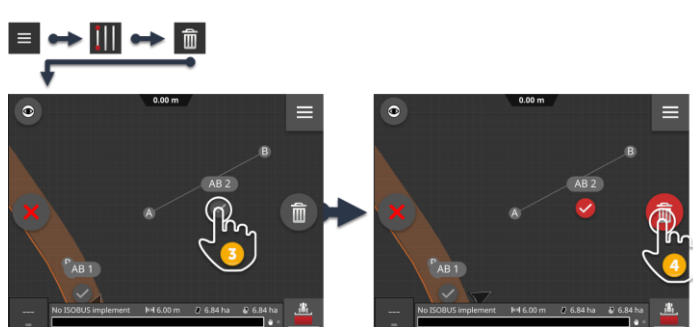 0.00 m
B
AB 2
A
3
B
AB 1
---
No ISOBUS implement 6.00 m 6.84 ha 6.84 ha
0.00 m
B
AB 2
A
4
AB 1
---
No ISOBUS implement 6.00 m 6.84 ha 6.84 ha